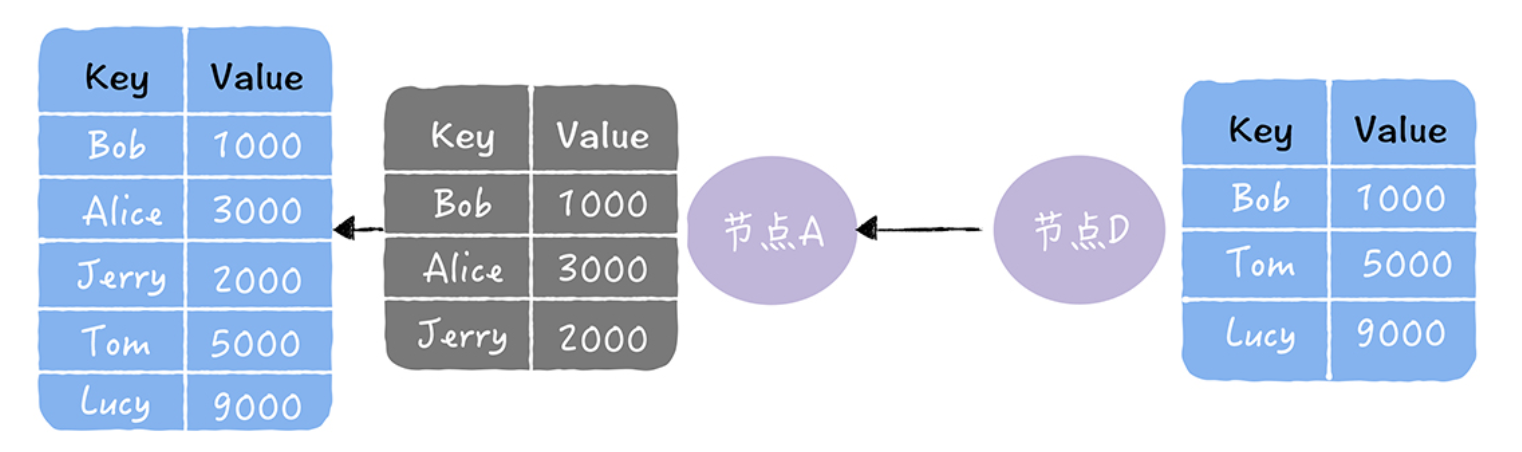 Key Value
Bob 1000
Alice 3000
Jerry 2000
Tom 5000
Lucy 9000
Key Value
Bob 1000
Alice 3000
Jerry 2000
节点A
节点D
Key Value
Bob 1000
Tom 5000
Lucy 9000